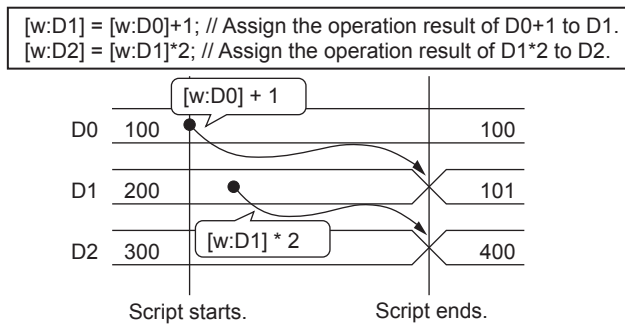 [w:D1] = [w:D0]+1; // Assign the operation result of D0+1 to D1.
[w:D2] = [w:D1]*2; // Assign the operation result of D1*2 to D2.
[w:D0] + 1
D0 100 100
D1 200 101
[w:D1] * 2
D2 300 400
Script starts. Script ends.